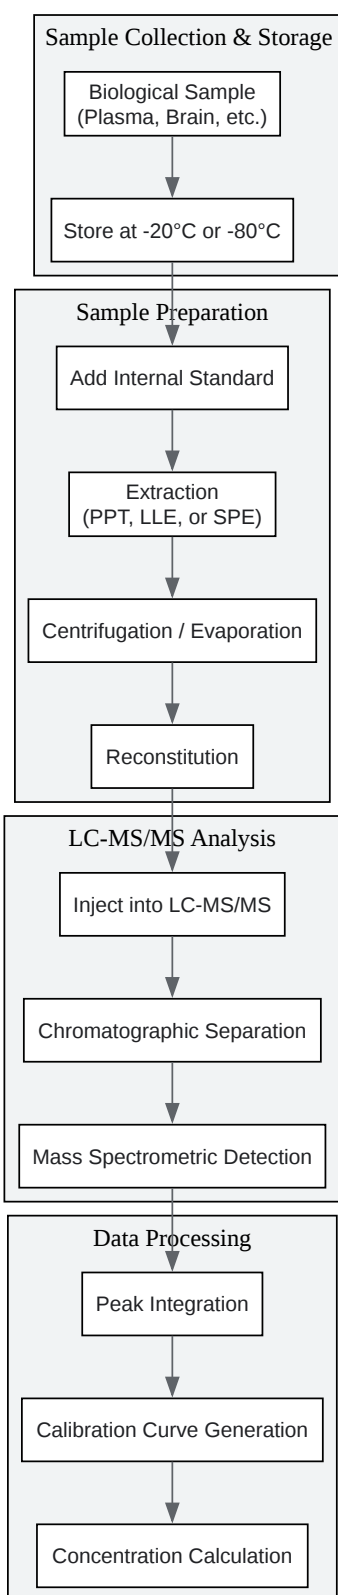 Sample Collection & Storage
Biological Sample
(Plasma, Brain, etc.)
Store at -20°C or -80°C
Sample Preparation
Add Internal Standard
Extraction
(PPT, LLE, or SPE)
Centrifugation / Evaporation
Reconstitution
LC-MS/MS Analysis
Inject into LC-MS/MS
Chromatographic Separation
Mass Spectrometric Detection
Data Processing
Peak Integration
Calibration Curve Generation
Concentration Calculation